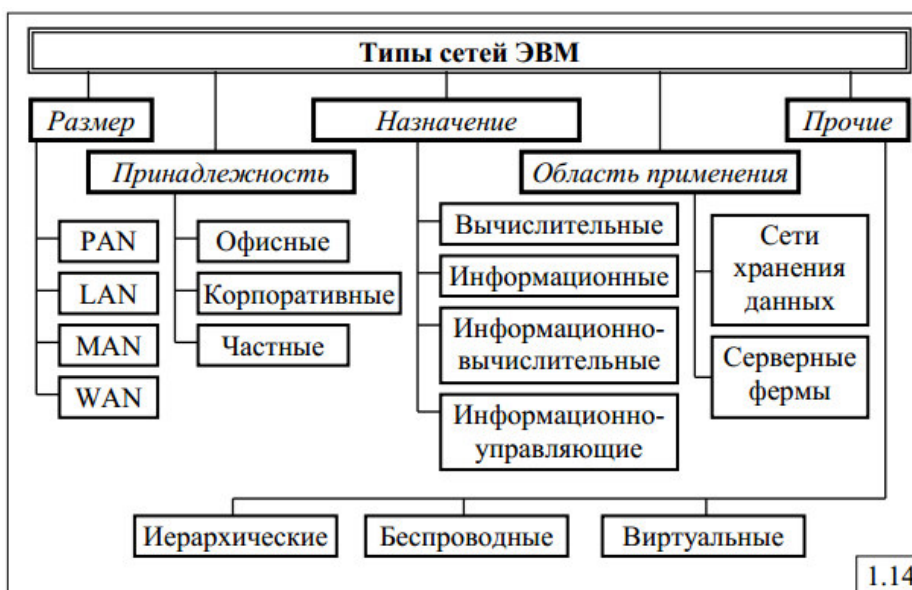 Типы сетей ЭВМ
Размер
Назначение
Прочие
Принадлежность
Область применения
PAN
LAN
MAN
WAN
Офисные
Корпоративные
Частные
Вычислительные
Информационные
Информационно-
вычислительные
Информационно-
управляющие
Сети
хранения
данных
Серверные
фермы
Иерархические
Беспроводные
Виртуальные
1.14